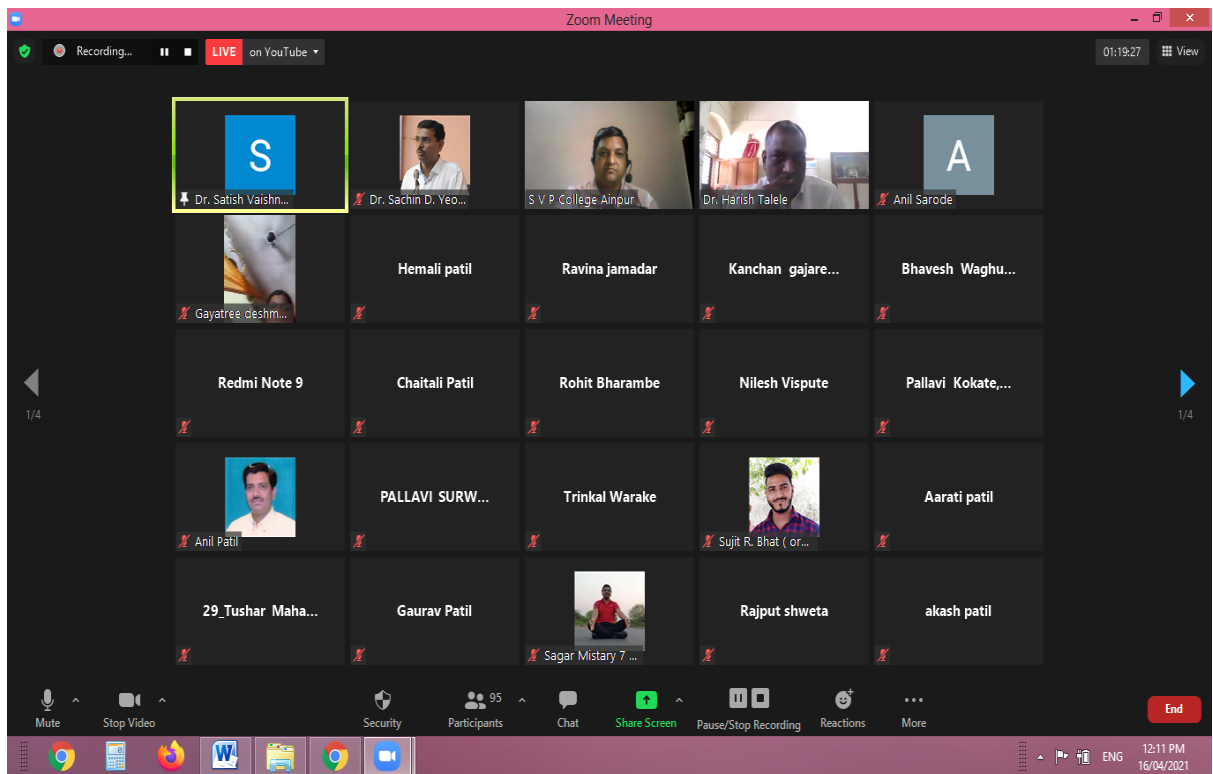 Zoom Meeting
Recording...
LIVE on YouTube
01:19:27
View
S
Dr. Satish Vaishn...
Dr. Sachin D. Yeo...
S V P College Ainpur
Dr. Harish Talele
A
Anil Sarode
Gayatree deshm...
Hemali patil
Ravina jamadar
Kanchan gajare...
Bhavesh Waghu...
Redmi Note 9
Chaitali Patil
Rohit Bharambe
Nilesh Vispute
Pallavi Kokate,...
1/4
1/4
Anil Patil
PALLAVI SURW...
Trinkal Warake
Sujit R. Bhat ( or...
Aarati patil
29_Tushar Maha...
Gaurav Patil
Sagar Mistary 7 ...
Rajput shweta
akash patil
Mute
Stop Video
Security
95
Participants
Chat
Share Screen
Pause/Stop Recording
Reactions
More
End
W
ENG
12:11 PM
16/04/2021